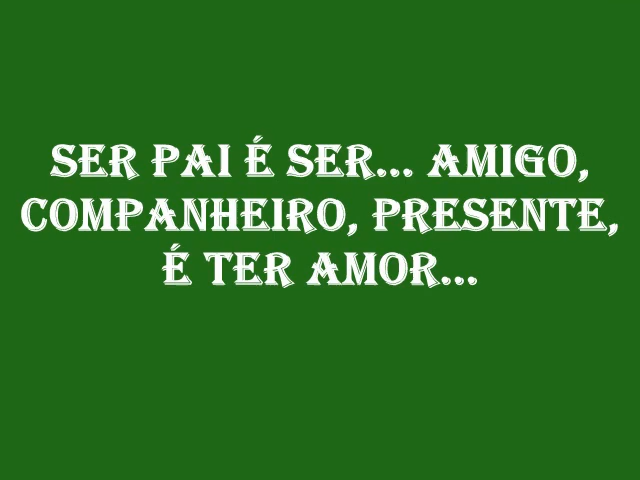 SER PAI É SER... AMIGO,
COMPANHEIRO, PRESENTE,
É TER AMOR...